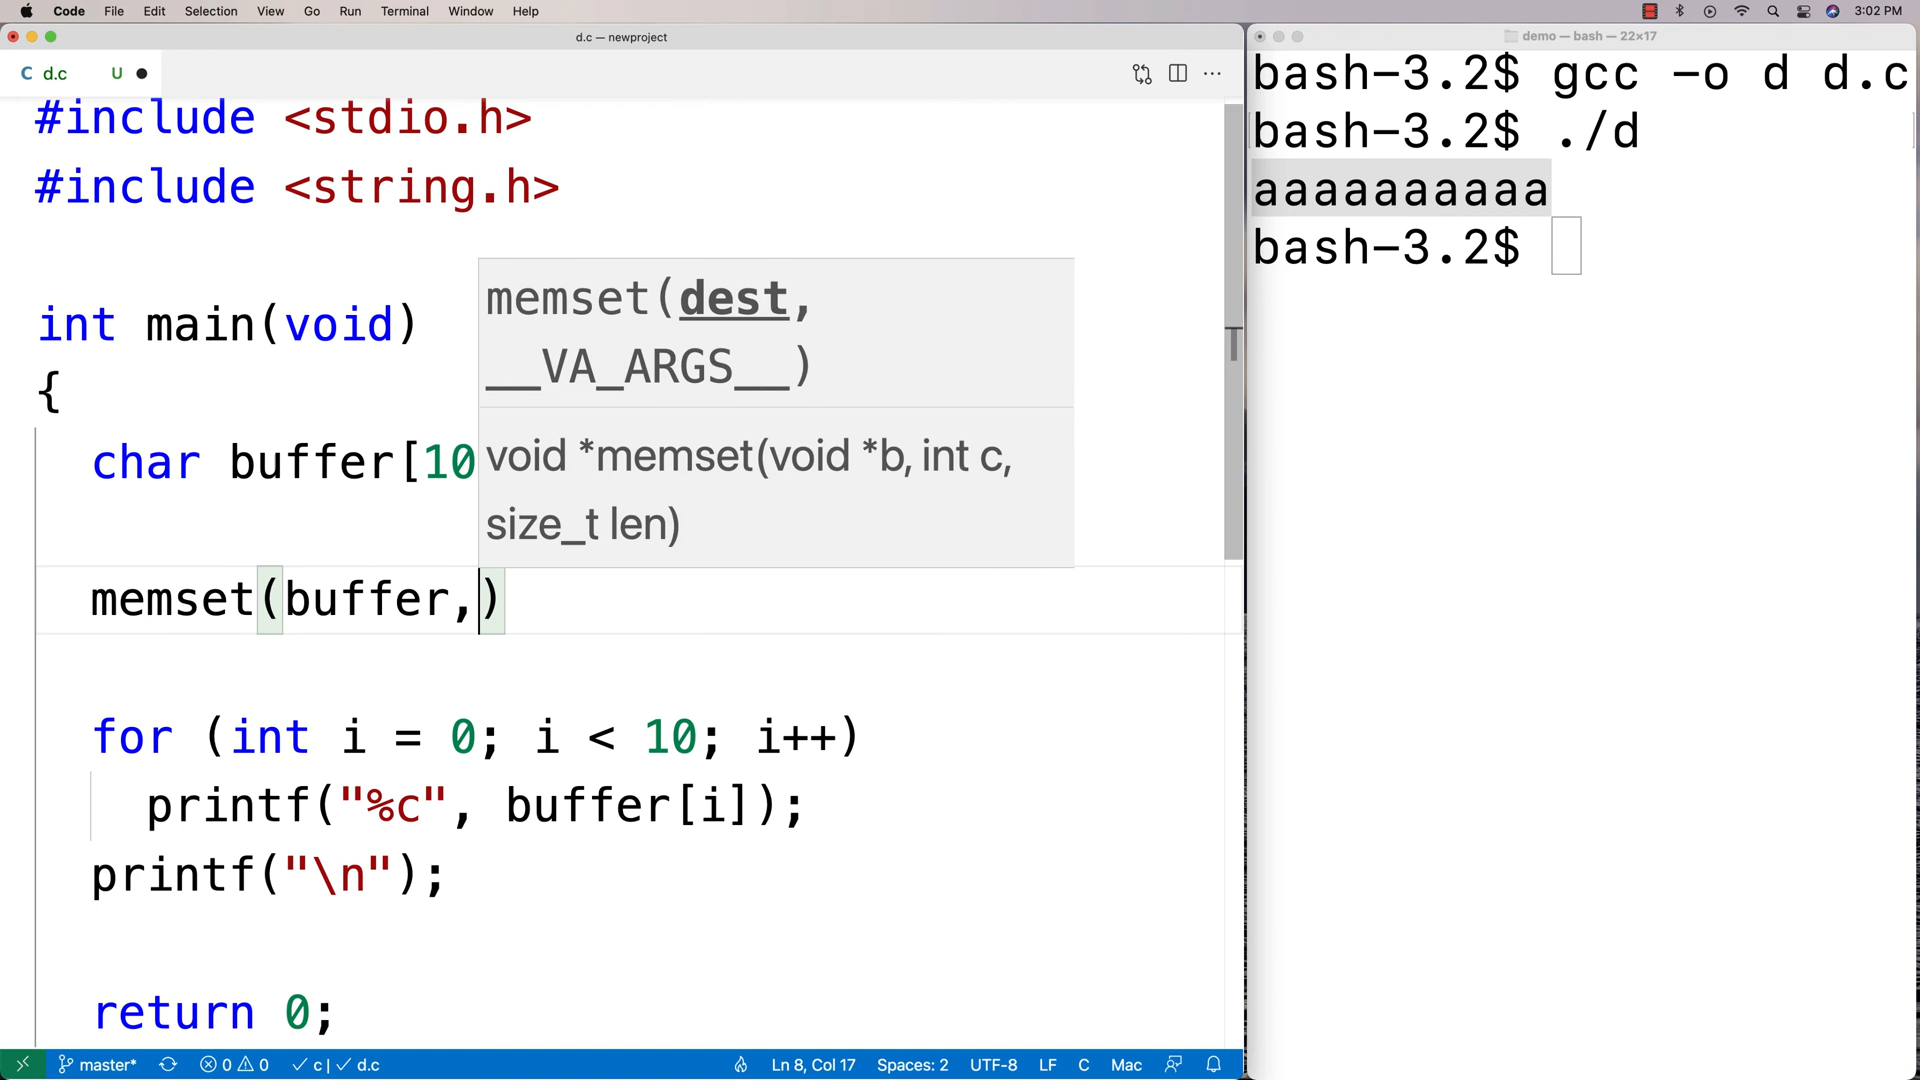 Code File Edit Selection View Go Run Terminal Window Help 3:02 PM
d.c — newproject
C d.c U
#include <stdio.h>
#include <string.h>
int main(void)
{
char buffer[10
memset(dest,
__VA_ARGS__)
void *memset(void *b, int c,
size_t len)
memset(buffer,)
for (int i = 0; i < 10; i++)
printf("%c", buffer[i]);
printf("\n");
return 0;
master* 0 0 c | d.c Ln 8, Col 17 Spaces: 2 UTF-8 LF C Mac
demo — bash — 22×17
bash-3.2$ gcc -o d d.c
bash-3.2$ ./d
aaaaaaaaaa
bash-3.2$